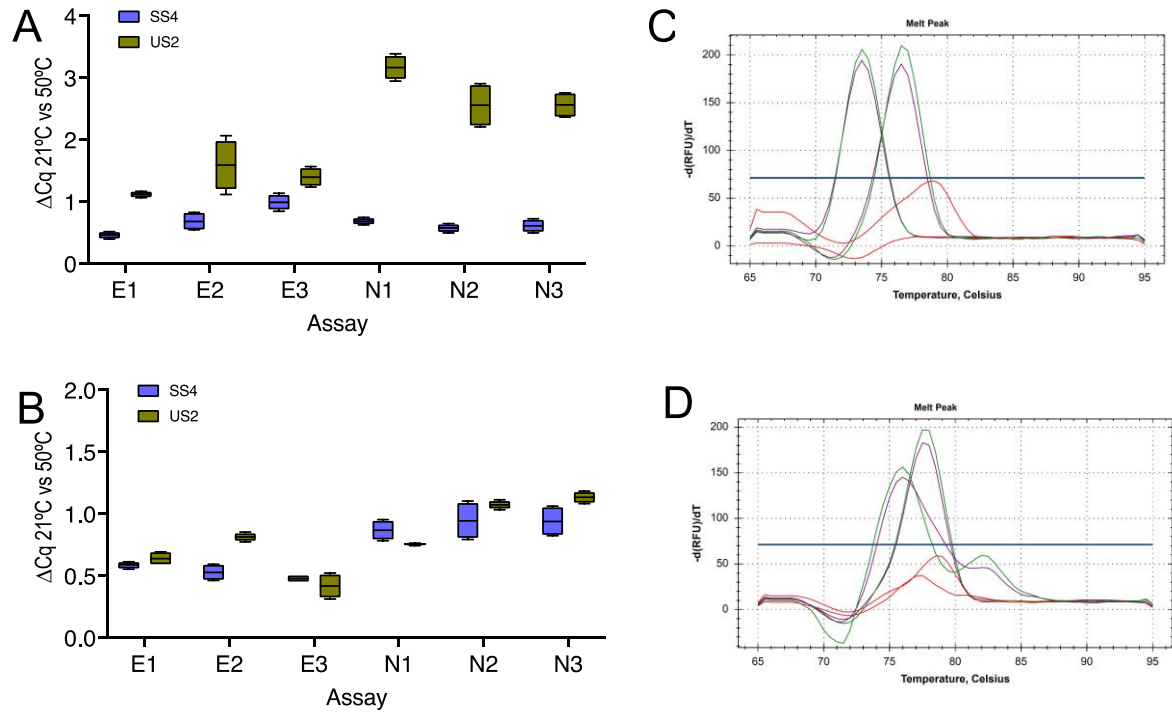 A
SS4
US2
ΔCq 21ºC vs 50ºC
4
3
2
1
0
E1 E2 E3 N1 N2 N3
Assay
B
SS4
US2
ΔCq 21ºC vs 50ºC
2.0
1.5
1.0
0.5
0.0
E1 E2 E3 N1 N2 N3
Assay
C
Melt Peak
-d(RFU)/dT
200
150
100
50
0
65 70 75 80 85 90 95
Temperature, Celsius
D
Melt Peak
-d(RFU)/dT
200
150
100
50
0
65 70 75 80 85 90 95
Temperature, Celsius